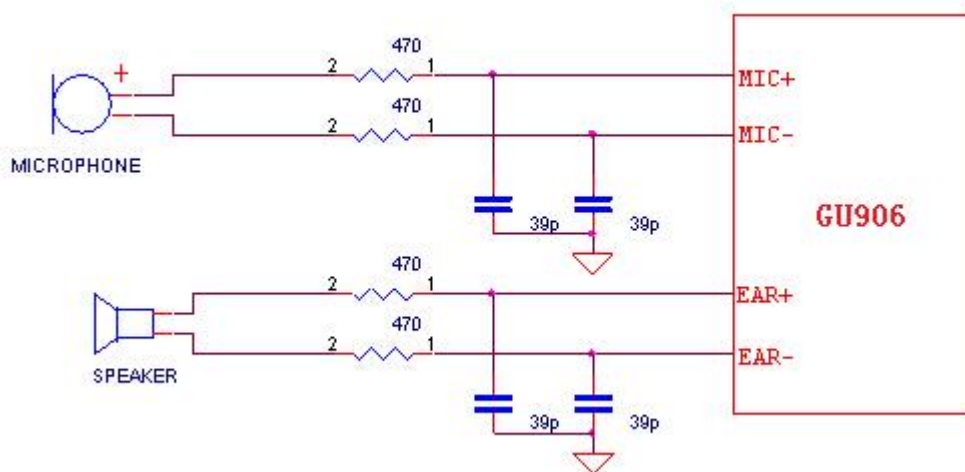 470
2 1
+
MIC+
470
2 1
MIC-
MICROPHONE
GU906
39p 39p
470
2 1
EAR+
470
2 1
EAR-
SPEAKER
39p 39p